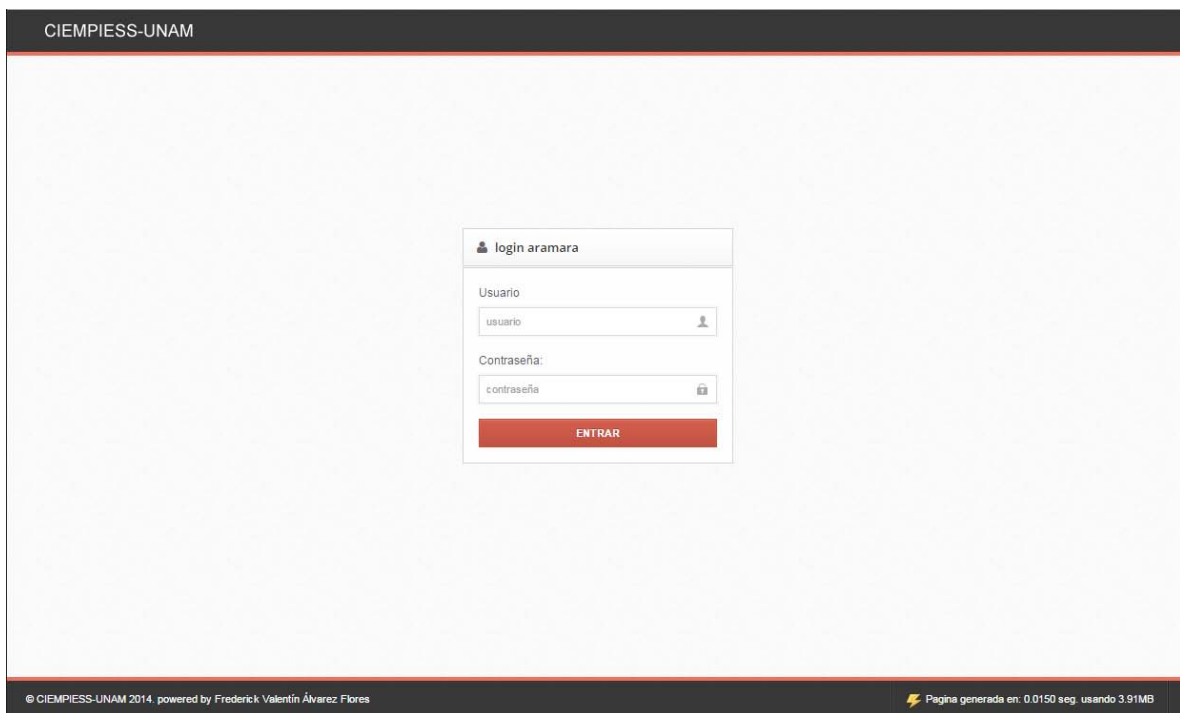 CIEMPIESS-UNAM
login aramara
Usuario
usuario
Contraseña:
contraseña
ENTRAR
© CIEMPIESS-UNAM 2014. powered by Frederick Valentín Álvarez Flores
Pagina generada en: 0.0150 seg. usando 3.91MB